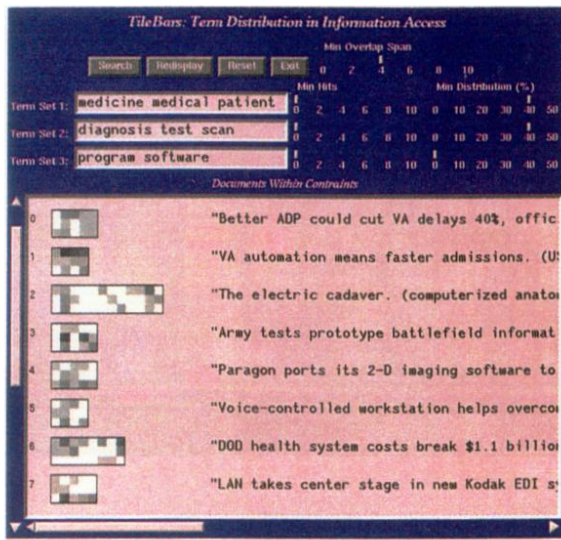 TileBars: Term Distribution in Information Access
Min Overlap Span
Search Redisplay Reset Exit 0 2 4 6 8 10
Min Hits Min Distribution (%)
Term Set 1: medicine medical patient 0 2 4 6 8 10 0 10 20 30 40 50
Term Set 2: diagnosis test scan 0 2 4 6 8 10 0 10 20 30 40 50
Term Set 3: program software 0 2 4 6 8 10 0 10 20 30 40 50
Documents Within Contraints
0 "Better ADP could cut VA delays 40%, offic
1 "VA automation means faster admissions. (U
2 "The electric cadaver. (computerized anato
3 "Army tests prototype battlefield informat
4 "Paragon ports its 2-D imaging software to
5 "Voice-controlled workstation helps overco
6 "DOD health system costs break $1.1 billion
7 "LAN takes center stage in new Kodak EDI s